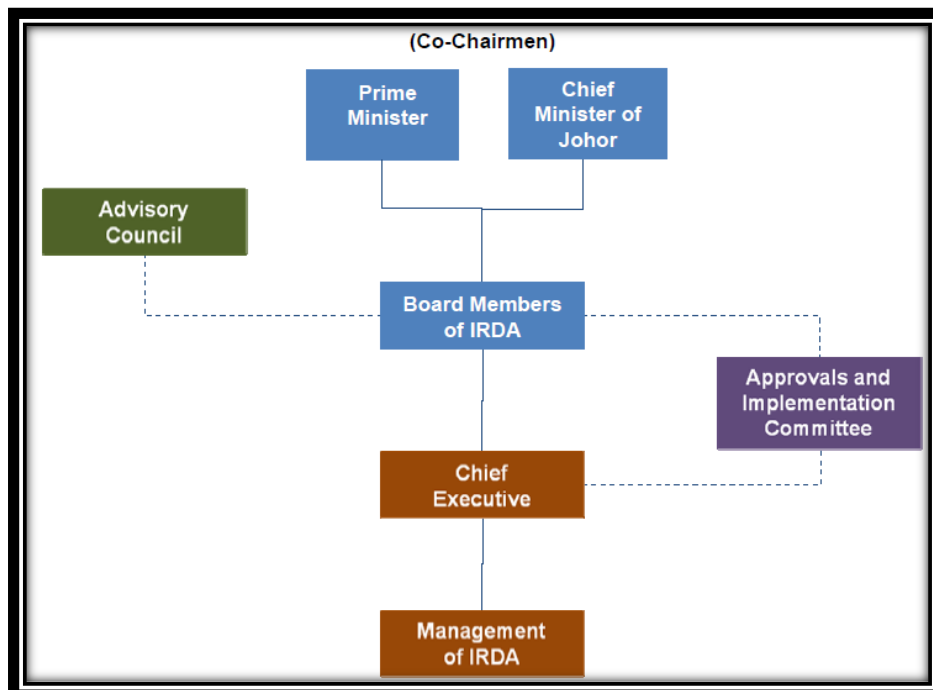 (Co-Chairmen)
Prime
Minister
Chief
Minister of
Johor
Advisory
Council
Board Members
of IRDA
Approvals and
Implementation
Committee
Chief
Executive
Management
of IRDA